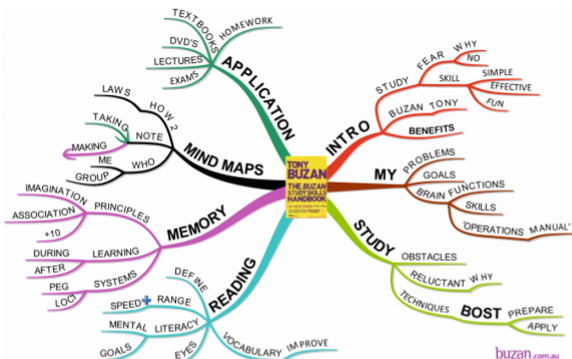 TONY
BUZAN
THE BUZAN
STUDY SKILLS
HANDBOOK
INTRO
STUDY
FEAR
WHY
NO
SKILL
SIMPLE
EFFECTIVE
FUN
BUZAN TONY
BENEFITS
MY
PROBLEMS
GOALS
BRAIN FUNCTIONS
SKILLS
'OPERATIONS MANUAL'
STUDY
OBSTACLES
RELUCTANT WHY
TECHNIQUES
BOST
PREPARE
APPLY
READING
DEFINE
SPEED + RANGE
MENTAL LITERACY
GOALS
EYES
VOCABULARY IMPROVE
MEMORY
IMAGINATION
ASSOCIATION
+10
PRINCIPLES
DURING
AFTER
LEARNING
PEG
LOCI
SYSTEMS
MIND MAPS
LAWS
HOW 2
TAKING
MAKING
NOTE
ME
GROUP
WHO
APPLICATION
TEXTBOOKS
HOMEWORK
DVD'S
LECTURES
EXAMS
buzan.com.au